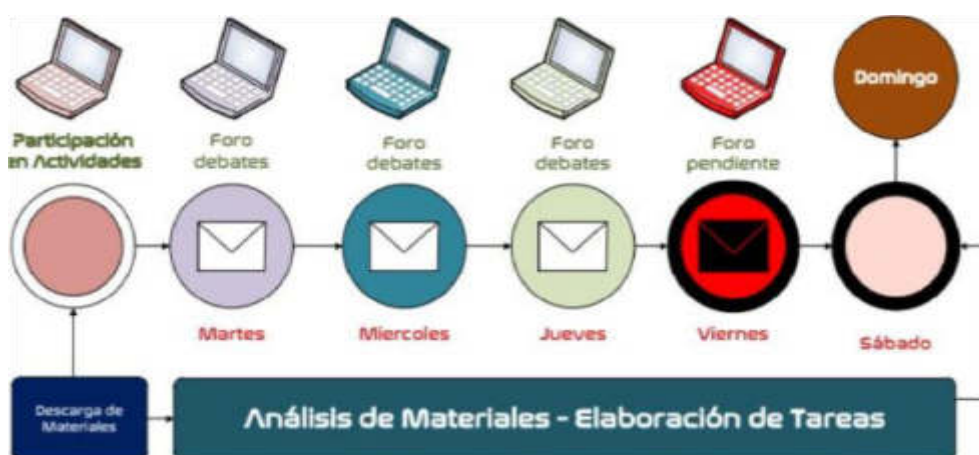 Domingo
Participación
en Actividades
Foro
debates
Foro
debates
Foro
debates
Foro
pendiente
Martes
Miercoles
Jueves
Viernes
Sábado
Descarga de
Materiales
Análisis de Materiales - Elaboración de Tareas